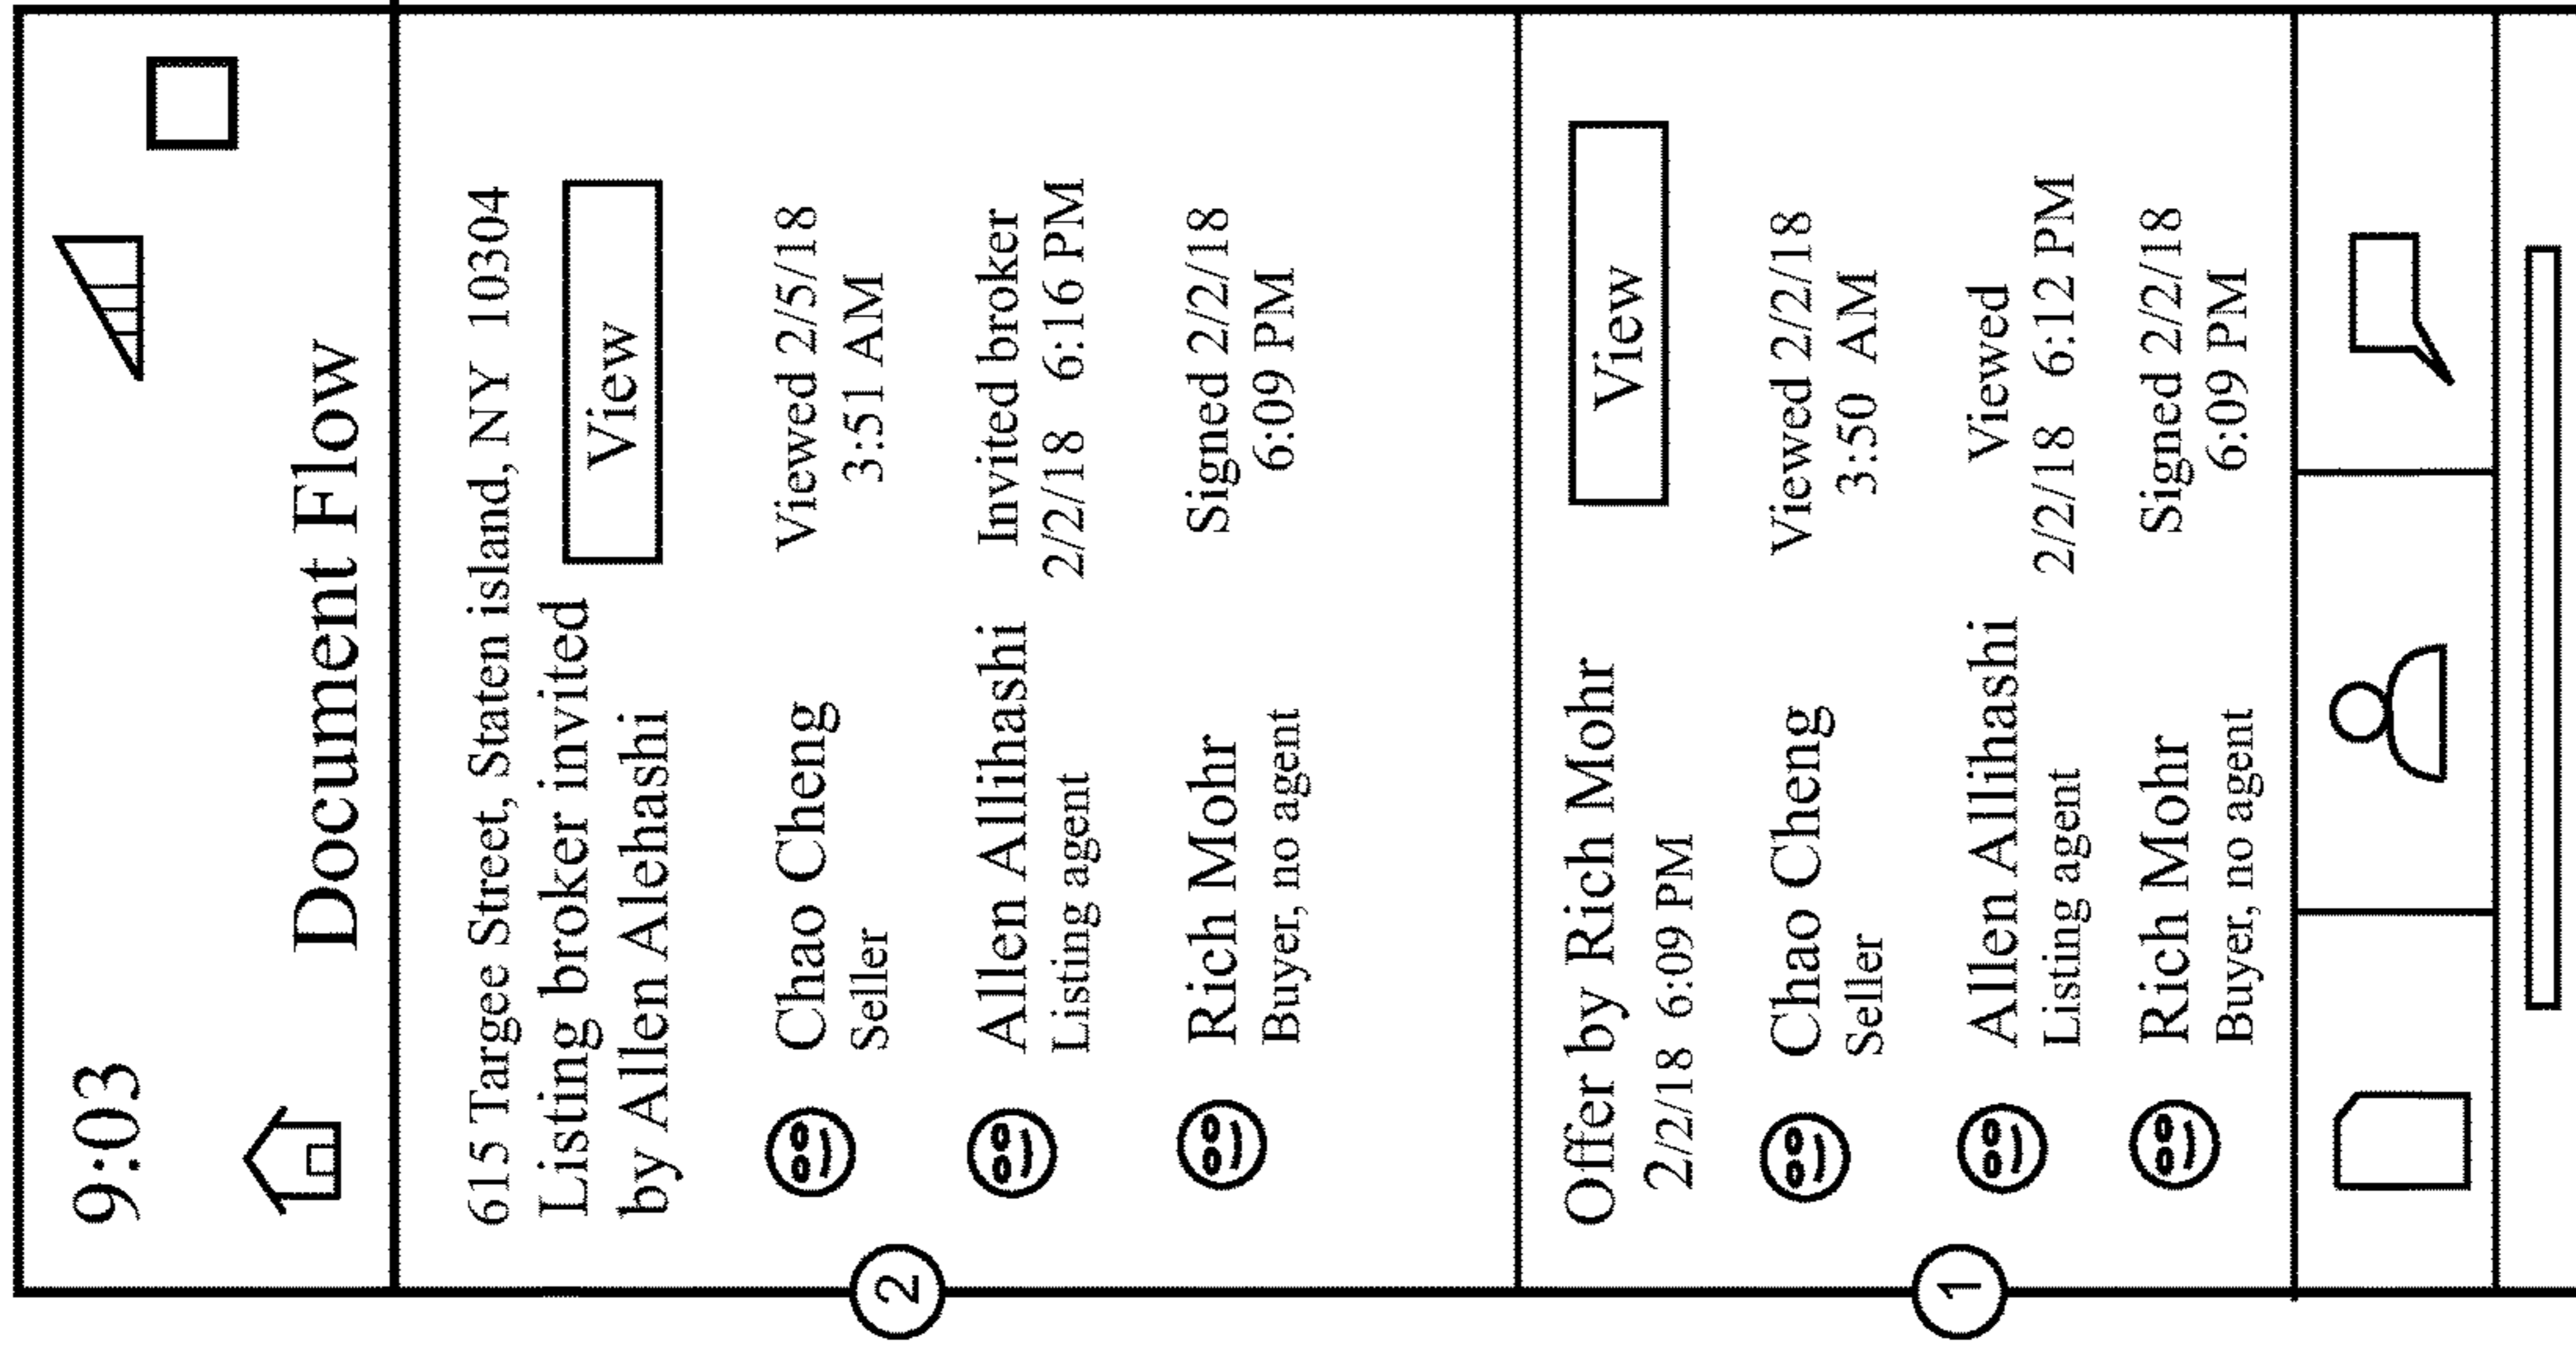 9:03
Document Flow
615 Targee Street, Staten island, NY 10304
Listing broker invited
by Allen Alehashi
View
Chao Cheng
Seller
Viewed 2/5/18
3:51 AM
2
Allen Allihashi
Listing agent
Invited broker
2/2/18 6:16 PM
Rich Mohr
Buyer, no agent
Signed 2/2/18
6:09 PM
Offer by Rich Mohr
2/2/18 6:09 PM
View
Chao Cheng
Seller
Viewed 2/2/18
3:50 AM
1
Allen Allihashi
Listing agent
Viewed
2/2/18 6:12 PM
Rich Mohr
Buyer, no agent
Signed 2/2/18
6:09 PM